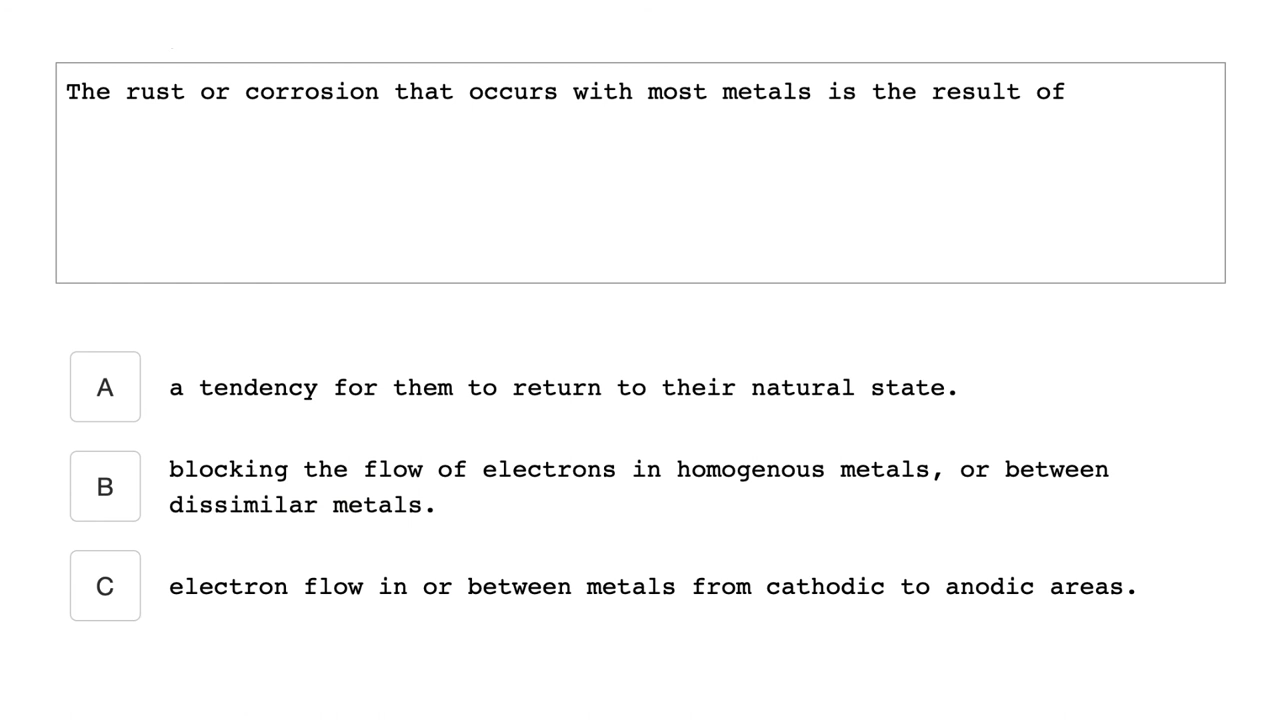 The rust or corrosion that occurs with most metals is the result of
A
a tendency for them to return to their natural state.
B
blocking the flow of electrons in homogenous metals, or between
dissimilar metals.
C
electron flow in or between metals from cathodic to anodic areas.